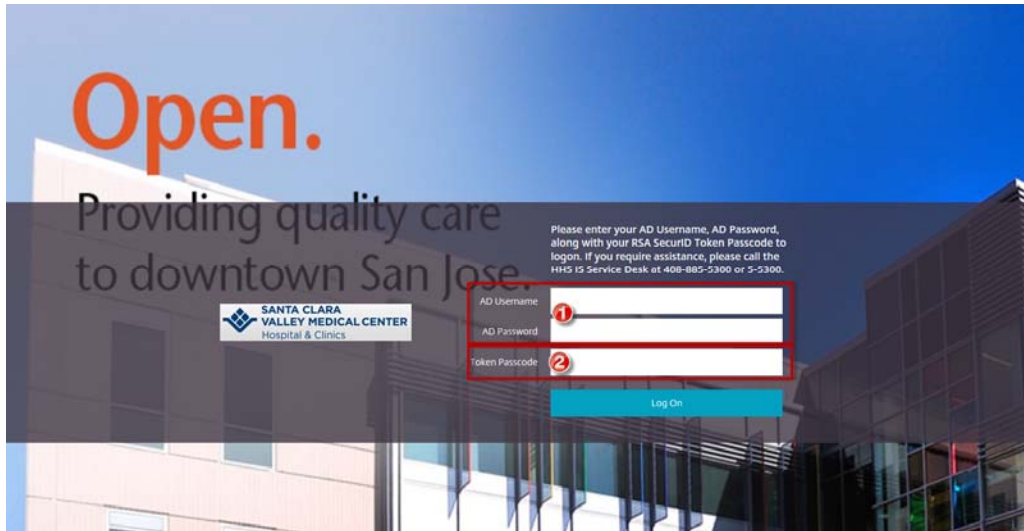 Open.
Providing quality care
to downtown San Jose.
Please enter your AD Username, AD Password,
along with your RSA SecurID Token Passcode to
logon. If you require assistance, please call the
HHS IS Service Desk at 408-885-5300 or 5-5300.
SANTA CLARA
VALLEY MEDICAL CENTER
Hospital & Clinics
AD Username
1
AD Password
Token Passcode
2
Log On